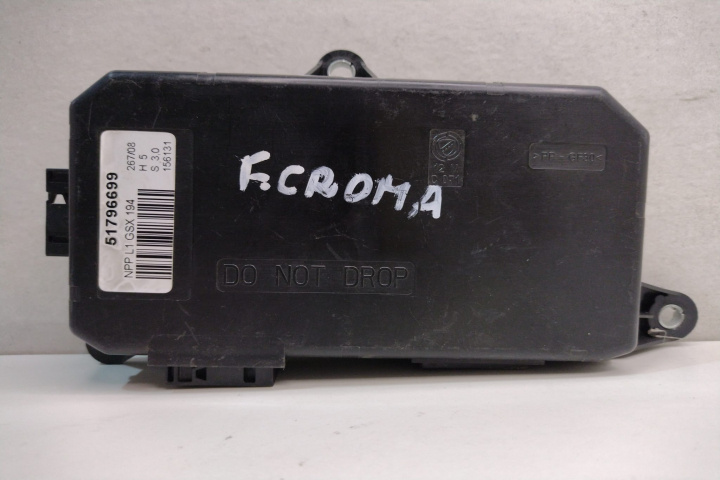 267/08
H 5
S 3.0
156131
51796699
NPP L1 GSX 194
F.CROMA
DO NOT DROP